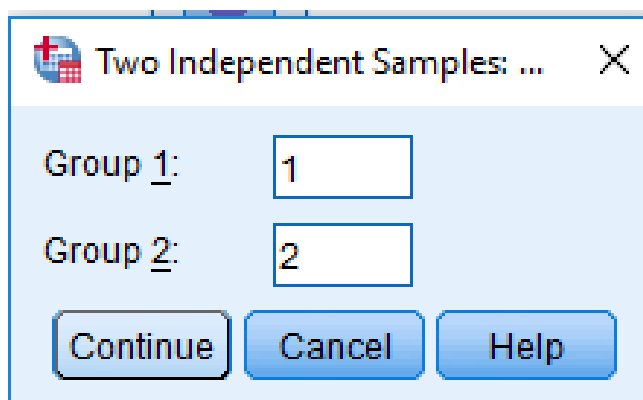 Two Independent Samples: ...
Group 1:
1
Group 2:
2
Continue Cancel Help